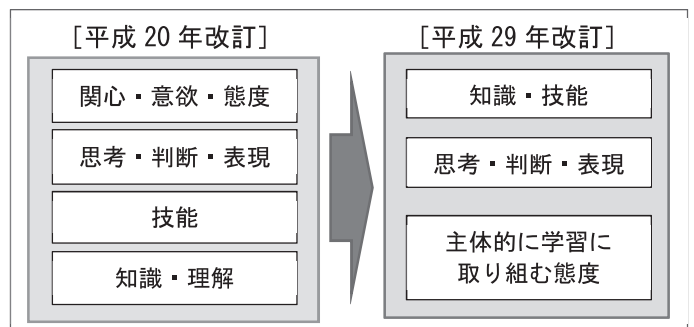 [平成 20 年改訂]
関心・意欲・態度
思考・判断・表現
技能
知識・理解
[平成 29 年改訂]
知識・技能
思考・判断・表現
主体的に学習に
取り組む態度